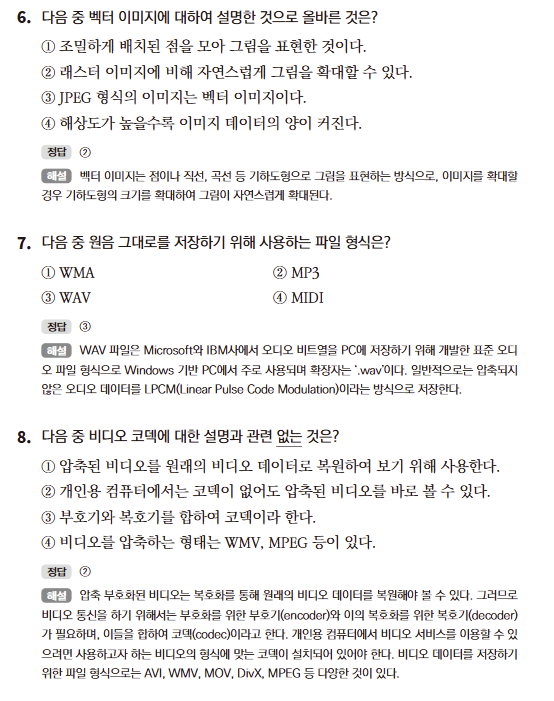 6. 다음 중 벡터 이미지에 대하여 설명한 것으로 올바른 것은?
① 조밀하게 배치된 점을 모아 그림을 표현한 것이다.
② 래스터 이미지에 비해 자연스럽게 그림을 확대할 수 있다.
③ JPEG 형식의 이미지는 벡터 이미지이다.
④ 해상도가 높을수록 이미지 데이터의 양이 커진다.
정답 ②
해설 벡터 이미지는 점이나 직선, 곡선 등 기하도형으로 그림을 표현하는 방식으로, 이미지를 확대할
경우 기하도형의 크기를 확대하여 그림이 자연스럽게 확대된다.
7. 다음 중 원음 그대로를 저장하기 위해 사용하는 파일 형식은?
① WMA ② MP3
③ WAV ④ MIDI
정답 ③
해설 WAV 파일은 Microsoft와 IBM사에서 오디오 비트열을 PC에 저장하기 위해 개발한 표준 오디
오 파일 형식으로 Windows 기반 PC에서 주로 사용되며 확장자는 '.wav'이다. 일반적으로는 압축되지
않은 오디오 데이터를 LPCM(Linear Pulse Code Modulation)이라는 방식으로 저장한다.
8. 다음 중 비디오 코덱에 대한 설명과 관련 없는 것은?
① 압축된 비디오를 원래의 비디오 데이터로 복원하여 보기 위해 사용한다.
② 개인용 컴퓨터에서는 코덱이 없어도 압축된 비디오를 바로 볼 수 있다.
③ 부호기와 복호기를 합하여 코덱이라 한다.
④ 비디오를 압축하는 형태는 WMV, MPEG 등이 있다.
정답 ②
해설 압축 부호화된 비디오는 복호화를 통해 원래의 비디오 데이터를 복원해야 볼 수 있다. 그러므로
비디오 통신을 하기 위해서는 부호화를 위한 부호기(encoder)와 이의 복호화를 위한 복호기(decoder)
가 필요하며, 이들을 합하여 코덱(codec)이라고 한다. 개인용 컴퓨터에서 비디오 서비스를 이용할 수 있
으려면 사용하고자 하는 비디오의 형식에 맞는 코덱이 설치되어 있어야 한다. 비디오 데이터를 저장하기
위한 파일 형식으로는 AVI, WMV, MOV, DivX, MPEG 등 다양한 것이 있다.